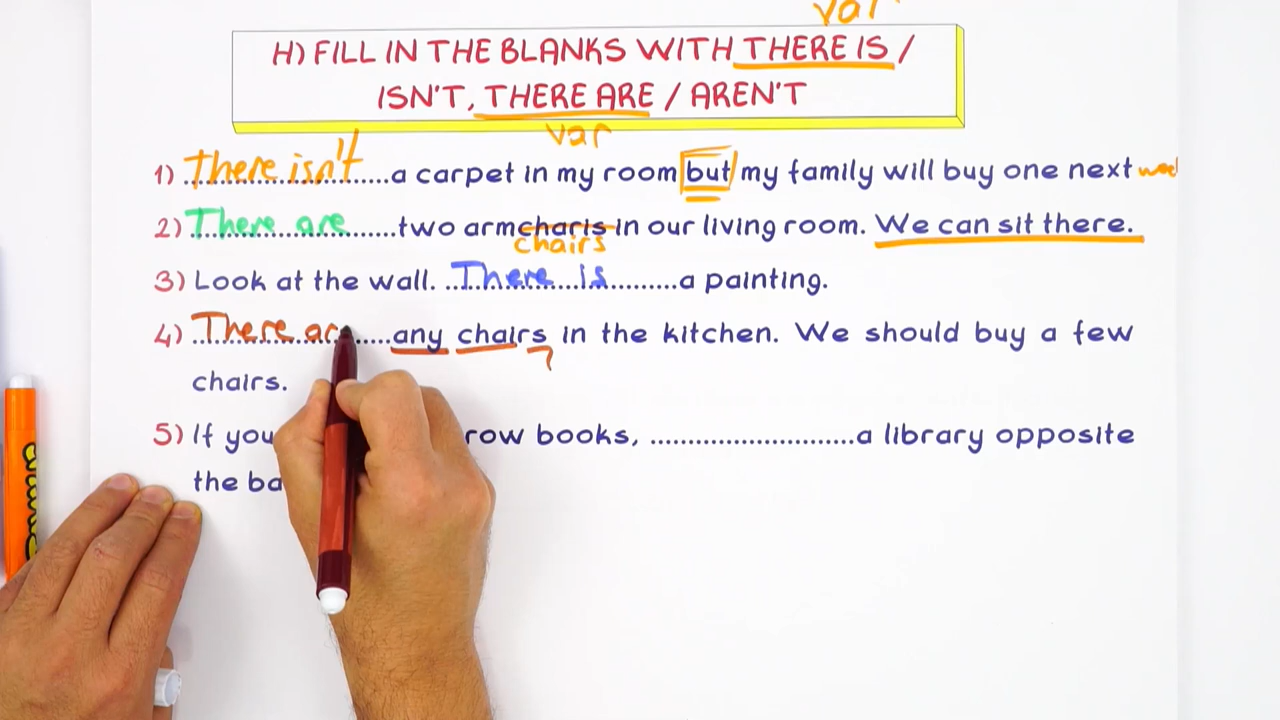 var
H) FILL IN THE BLANKS WITH THERE IS /
ISN'T, THERE ARE / AREN'T
var
1) There isn't a carpet in my room but my family will buy one next
2) There are two armcharis in our living room. We can sit there.
chairs
3) Look at the wall. There is a painting.
4) There any chairs in the kitchen. We should buy a few
chairs.
5) If you books, ........................... a library opposite
the